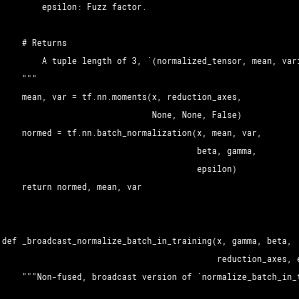 epsilon: Fuzz factor.
# Returns
A tuple length of 3, `(normalized_tensor, mean, vari
"""
mean, var = tf.nn.moments(x, reduction_axes,
None, None, False)
normed = tf.nn.batch_normalization(x, mean, var,
beta, gamma,
epsilon)
return normed, mean, var
def _broadcast_normalize_batch_in_training(x, gamma, beta,
reduction_axes, e
"""Non-fused, broadcast version of `normalize_batch_in_t